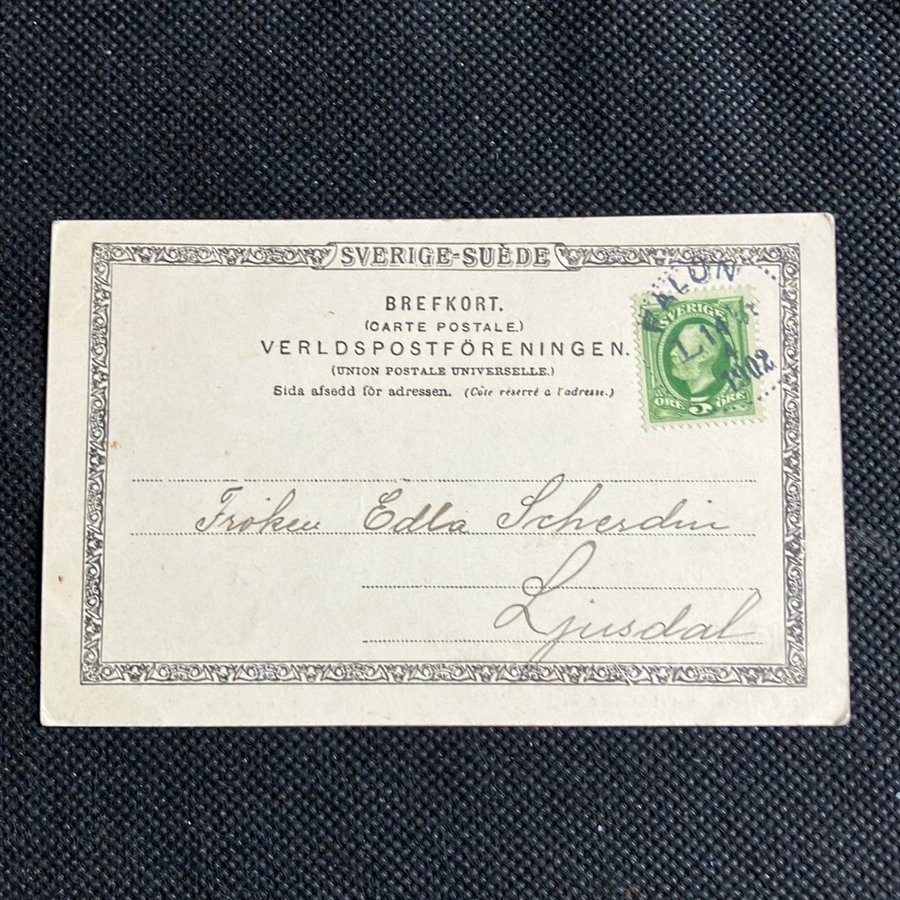 SVERIGE=SUÈDE
BREFKORT.
(CARTE POSTALE.)
VERLDSPOSTFÖRENINGEN.
(UNION POSTALE UNIVERSELLE.)
Sida afsedd för adressen. (Côte réservé a l'adresse.)
FALUN
1902
SVERIGE
ÖRE 5 ÖRE
Fröken Edla Scherdin
Ljusdal